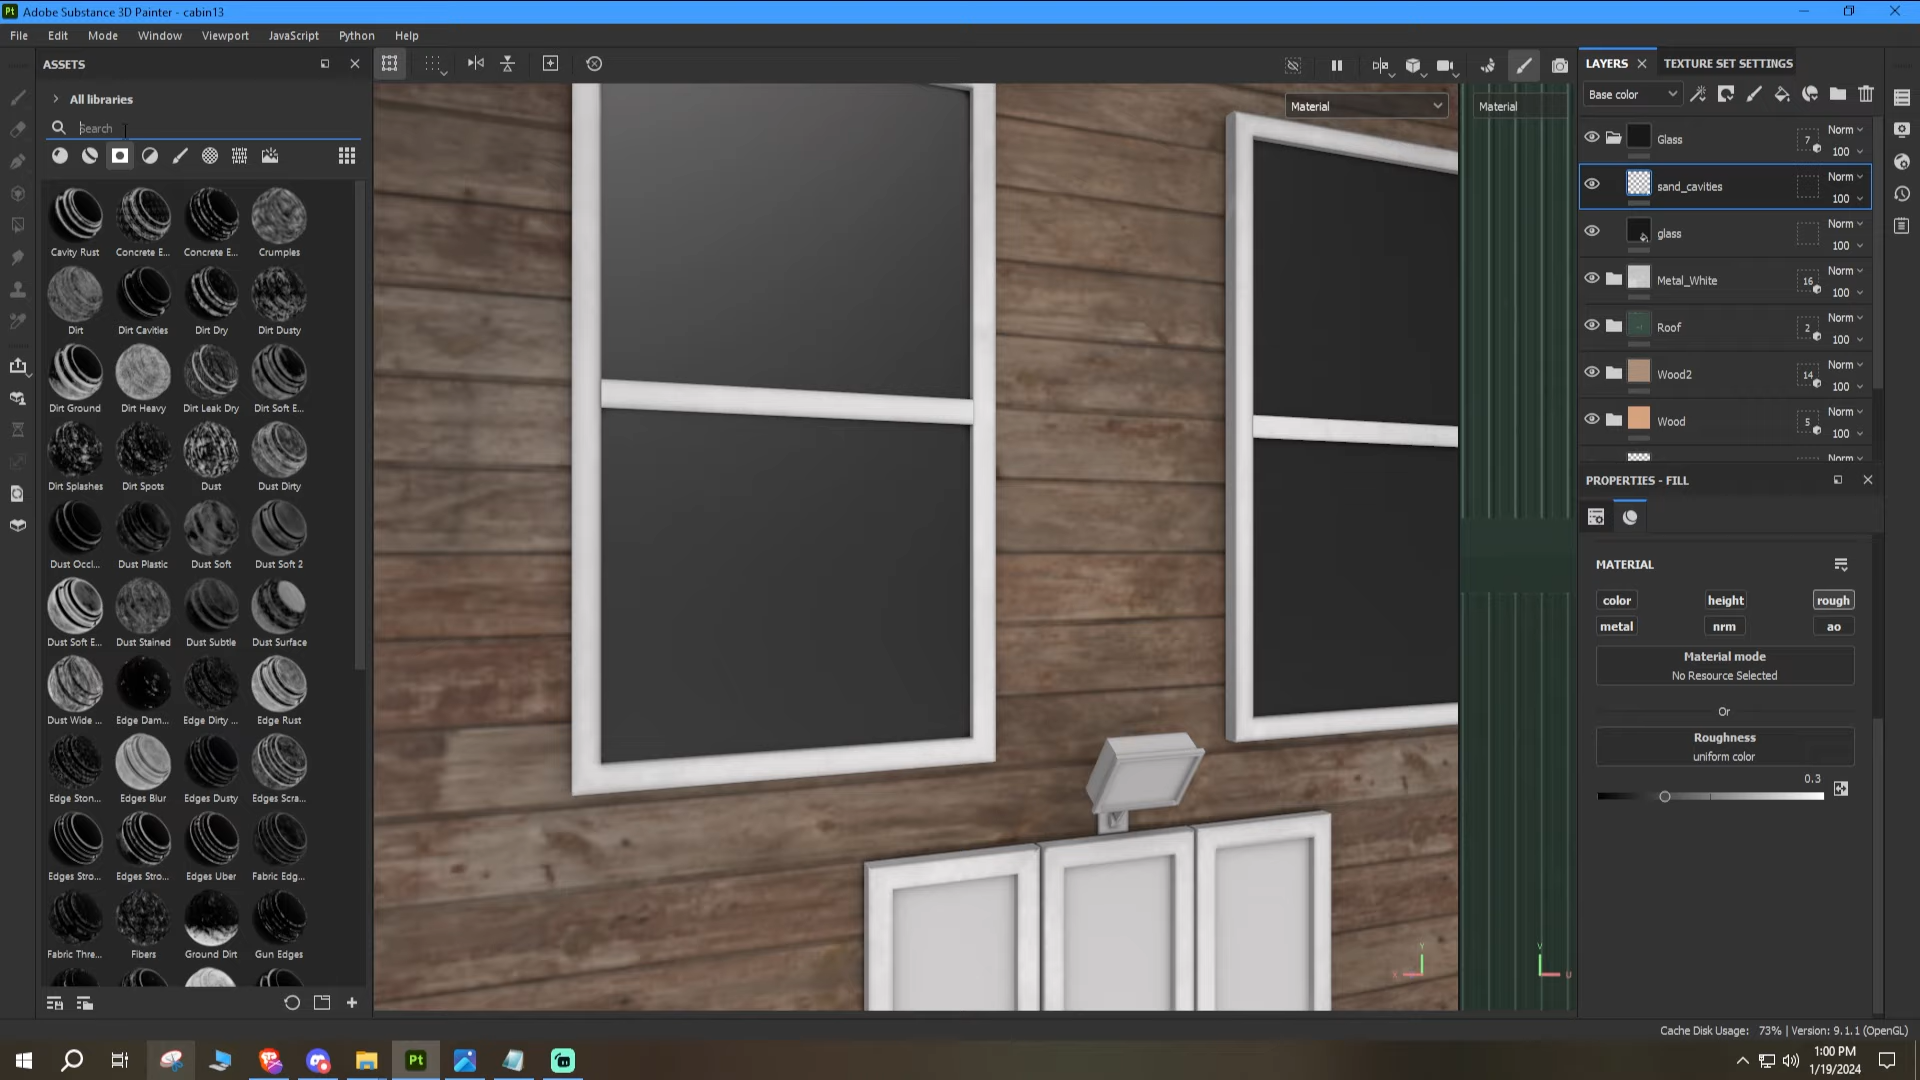 Pt Adobe Substance 3D Painter - cabin13
File Edit Mode Window Viewport JavaScript Python Help
ASSETS
All libraries
Search
Cavity Rust Concrete E... Concrete E... Crumples
Dirt Dirt Cavities Dirt Dry Dirt Dusty
Dirt Ground Dirt Heavy Dirt Leak Dry Dirt Soft E...
Dirt Splashes Dirt Spots Dust Dust Dirty
Dust Occl... Dust Plastic Dust Soft Dust Soft 2
Dust Soft E... Dust Stained Dust Subtle Dust Surface
Dust Wide ... Edge Dam... Edge Dirty ... Edge Rust
Edge Ston... Edges Blur Edges Dusty Edges Scra...
Edges Stro... Edges Stro... Edges Uber Fabric Edg...
Fabric Thre... Fibers Ground Dirt Gun Edges
Material
Material
Y
X
V
U
LAYERS
TEXTURE SET SETTINGS
Base color
Glass 7 Norm 100
sand_cavities Norm 100
glass Norm 100
Metal_White 16 Norm 100
Roof 2 Norm 100
Wood2 14 Norm 100
Wood 5 Norm 100
Norm
PROPERTIES - FILL
MATERIAL
color height rough
metal nrm ao
Material mode
No Resource Selected
Or
Roughness
uniform color
0.3
Cache Disk Usage: 73% | Version: 9.1.1 (OpenGL)
Pt
1:00 PM
1/19/2024